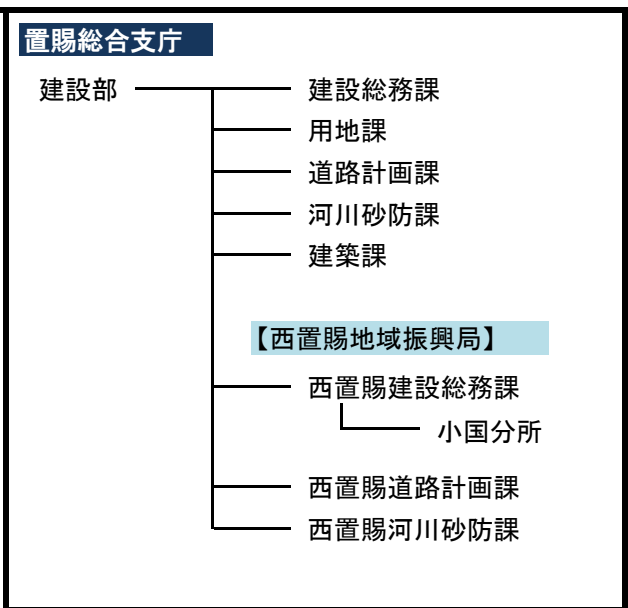 置賜総合支庁
建設部
建設総務課
用地課
道路計画課
河川砂防課
建築課
【西置賜地域振興局】
西置賜建設総務課
小国分所
西置賜道路計画課
西置賜河川砂防課